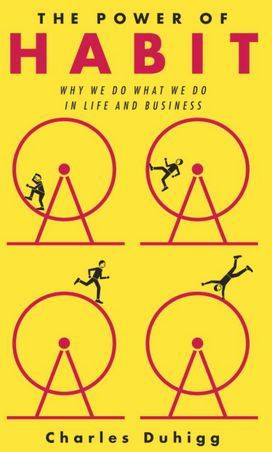 THE POWER OF
HABIT
WHY WE DO WHAT WE DO
IN LIFE AND BUSINESS
Charles Duhigg